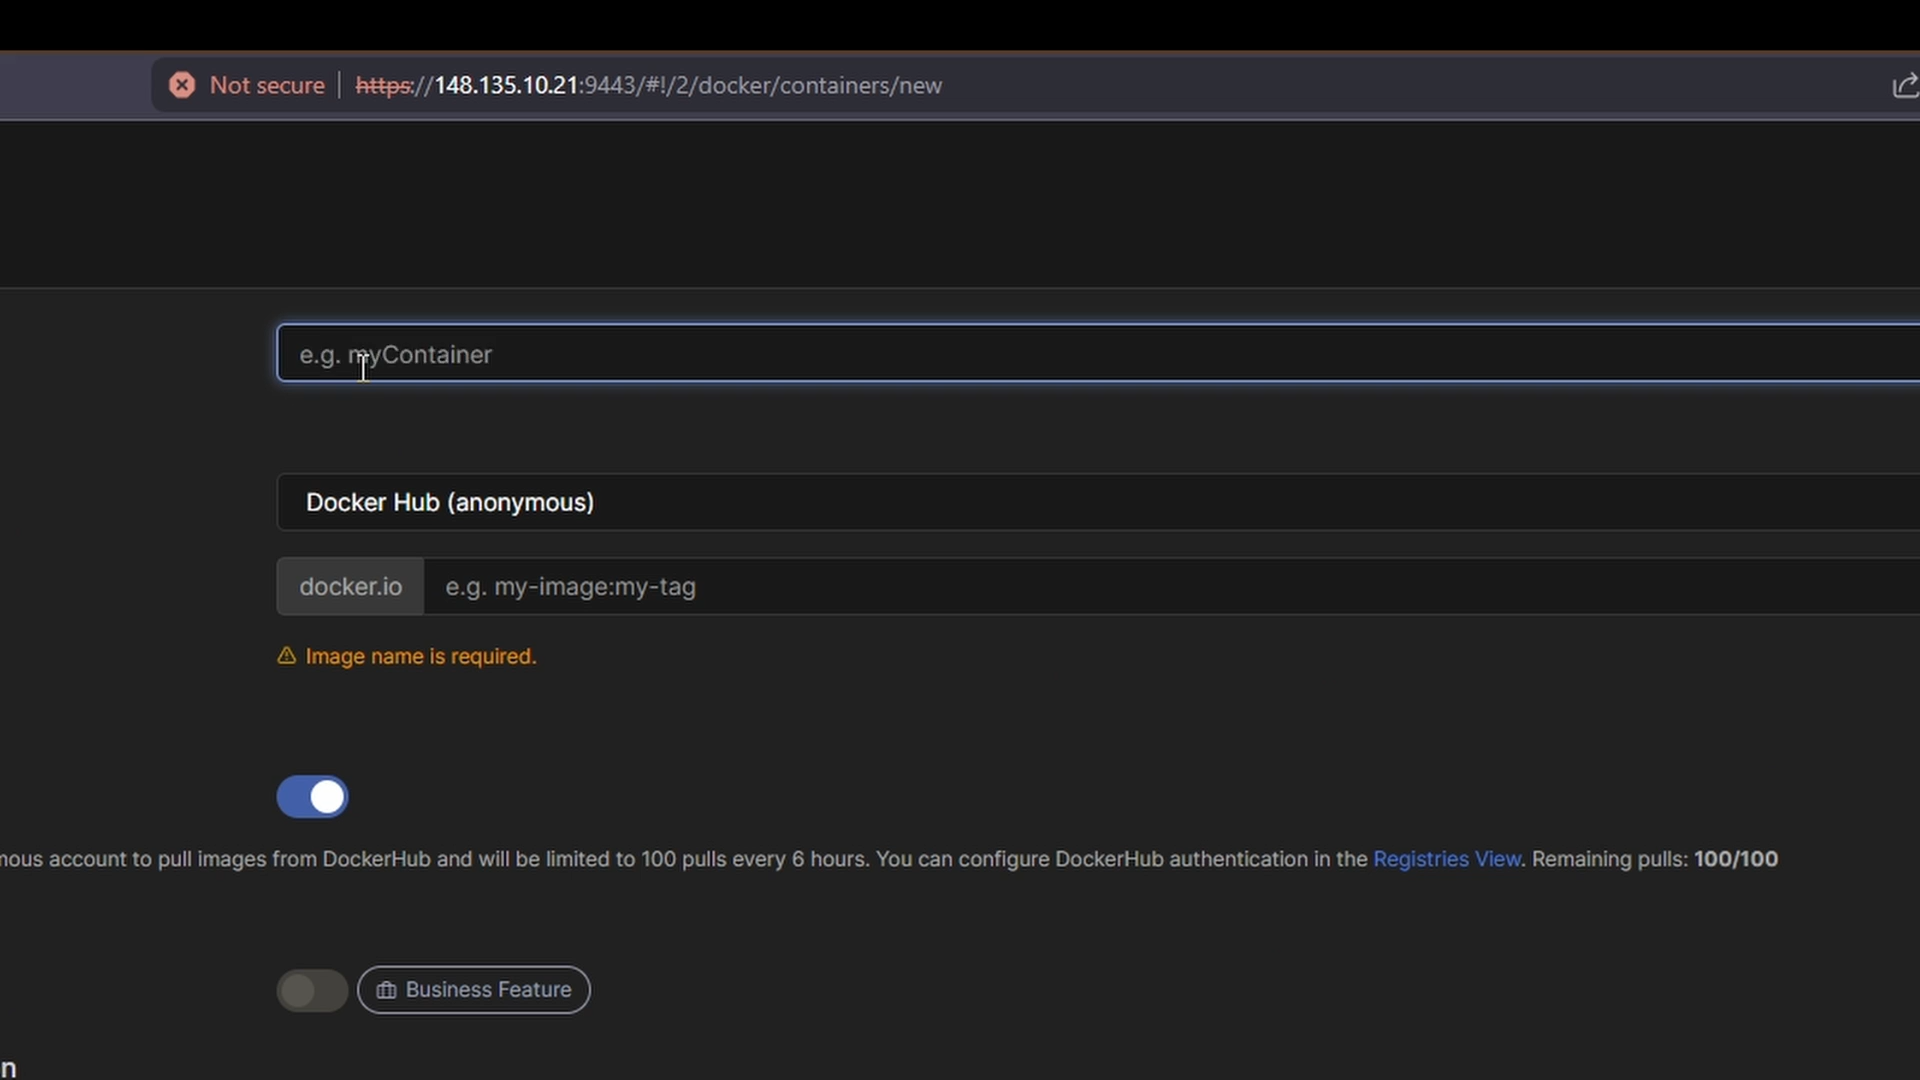 Not secure https://148.135.10.21:9443/#!/2/docker/containers/new
e.g. myContainer
Docker Hub (anonymous)
docker.io e.g. my-image:my-tag
Image name is required.
account to pull images from DockerHub and will be limited to 100 pulls every 6 hours. You can configure DockerHub authentication in the Registries View. Remaining pulls: 100/100
Business Feature